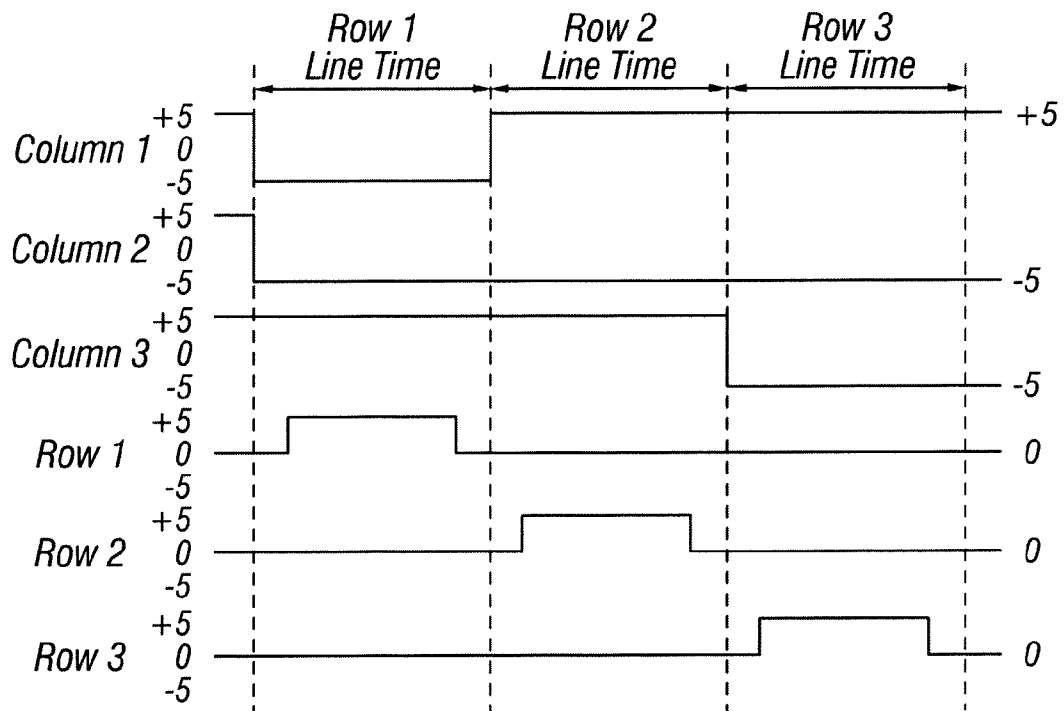 Row 1 Row 2 Row 3
Line Time Line Time Line Time
+5 +5
Column 1 0
-5
+5
Column 2 0
-5 -5
+5
Column 3 0
-5 -5
+5
Row 1 0 0
-5
+5
Row 2 0 0
-5
+5
Row 3 0 0
-5